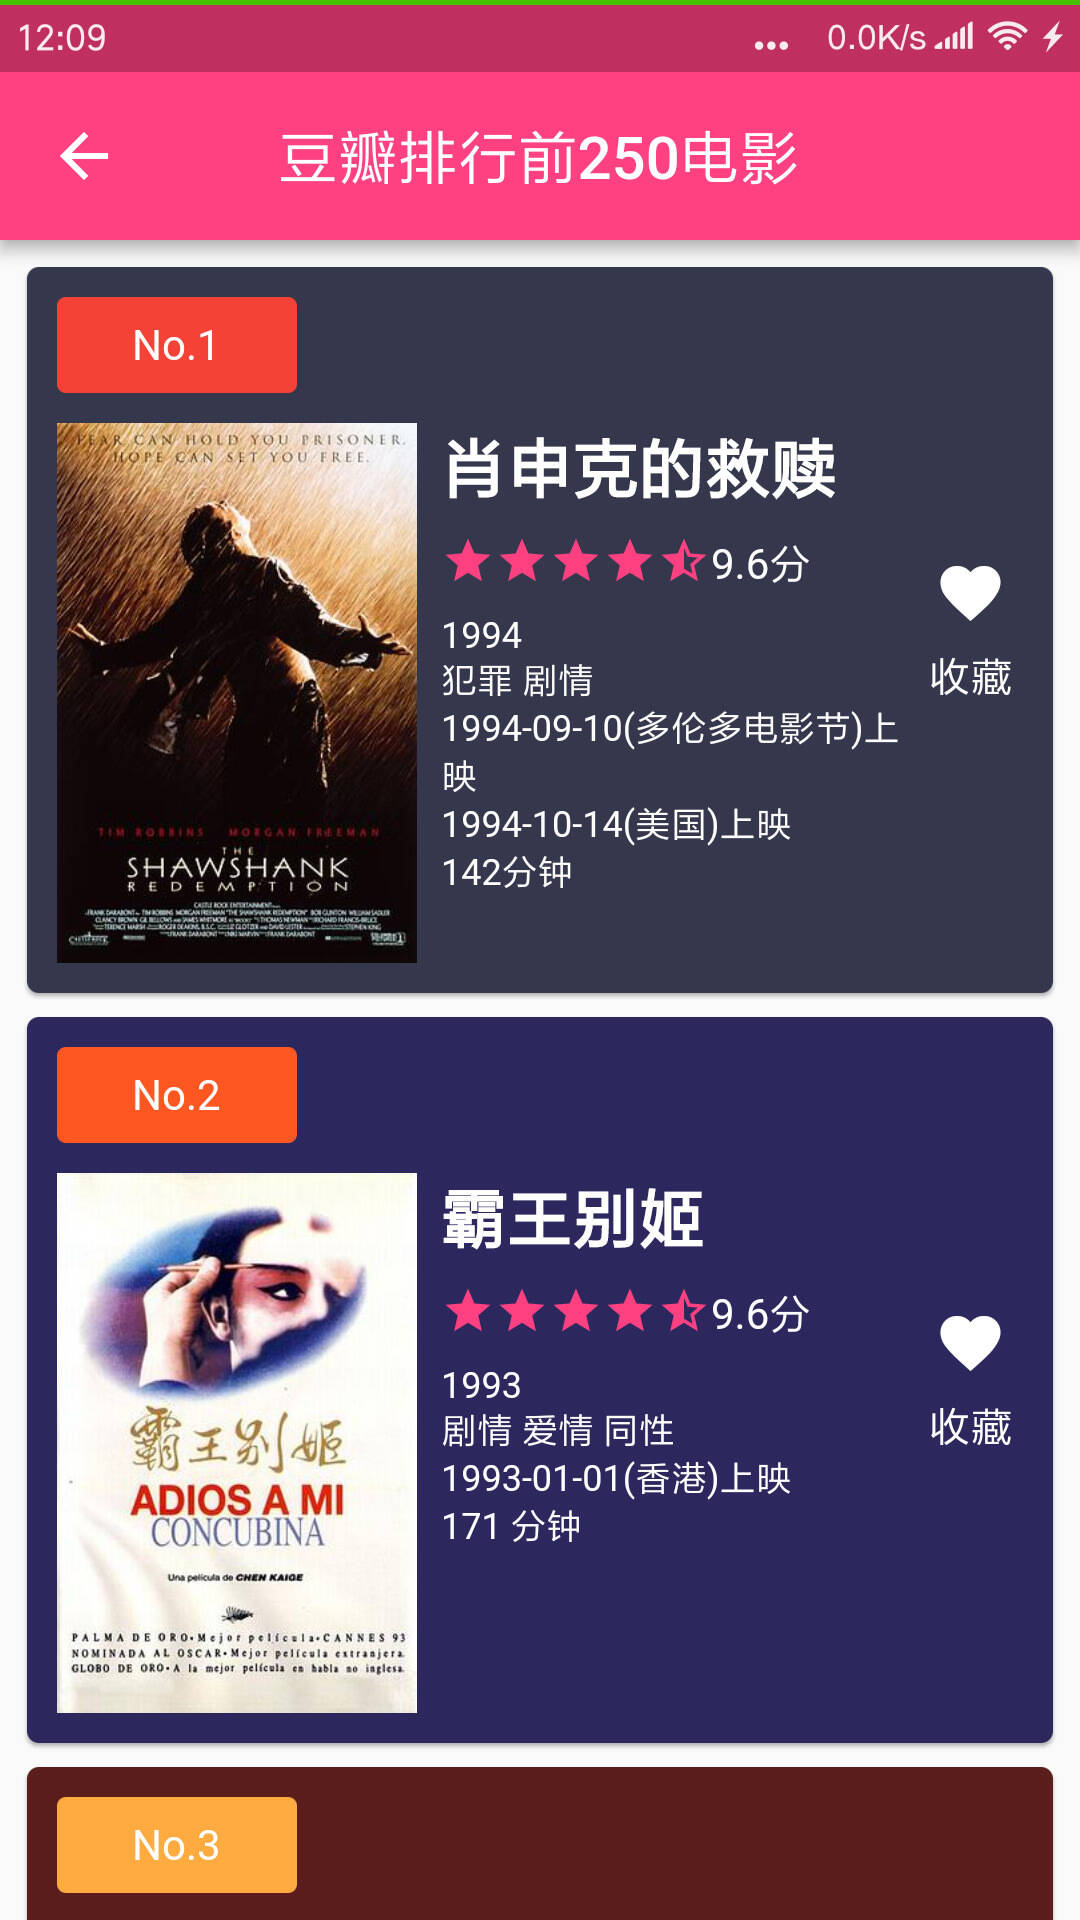 12:09
... 0.0K/s
豆瓣排行前250电影
No.1
FEAR CAN HOLD YOU PRISONER.
HOPE CAN SET YOU FREE.
TIM ROBBINS MORGAN FREEMAN
THE
SHAWSHANK
REDEMPTION
肖申克的救赎
9.6分
1994
犯罪 剧情
1994-09-10(多伦多电影节)上
映
1994-10-14(美国)上映
142分钟
收藏
No.2
霸王别姬
ADIOS A MI
CONCUBINA
Una película de CHEN KAIGE
PALMA DE ORO•Mejor película•CANNES 93
NOMINADA AL OSCAR•Mejor película extranjera.
GLOBO DE ORO•A la mejor película en habla no inglesa.
霸王别姬
9.6分
1993
剧情 爱情 同性
1993-01-01(香港)上映
171 分钟
收藏
No.3